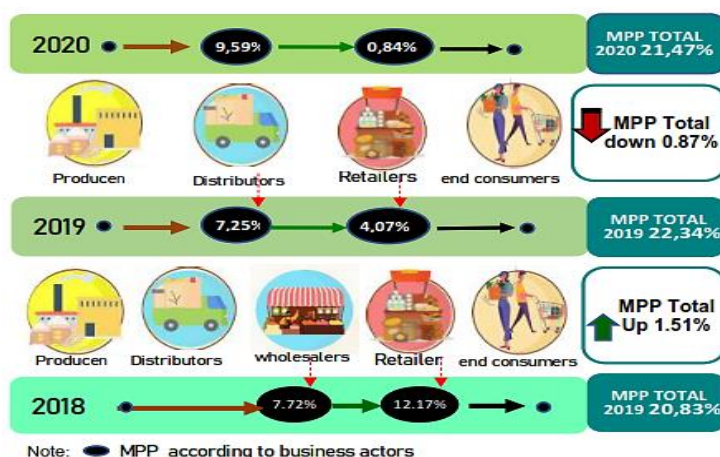 2020
9,59%
0,84%
MPP TOTAL
2020 21,47%
Producen
Distributors
Retailers
end consumers
MPP Total
down 0.87%
2019
7,25%
4,07%
MPP TOTAL
2019 22,34%
Producen
Distributors
wholesalers
Retailer
end consumers
MPP Total
Up 1.51%
2018
7.72%
12.17%
MPP TOTAL
2019 20,83%
Note: MPP according to business actors